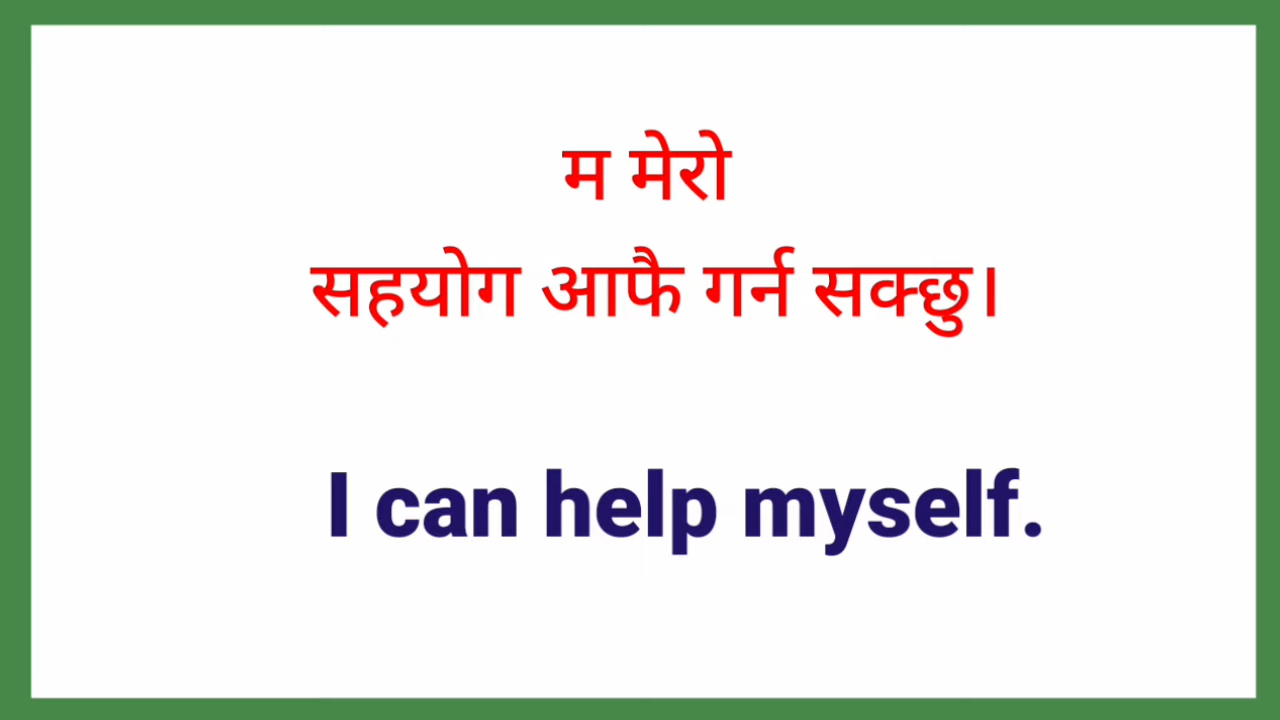 म मेरो
सहयोग आफै गर्न सक्छु।
I can help myself.